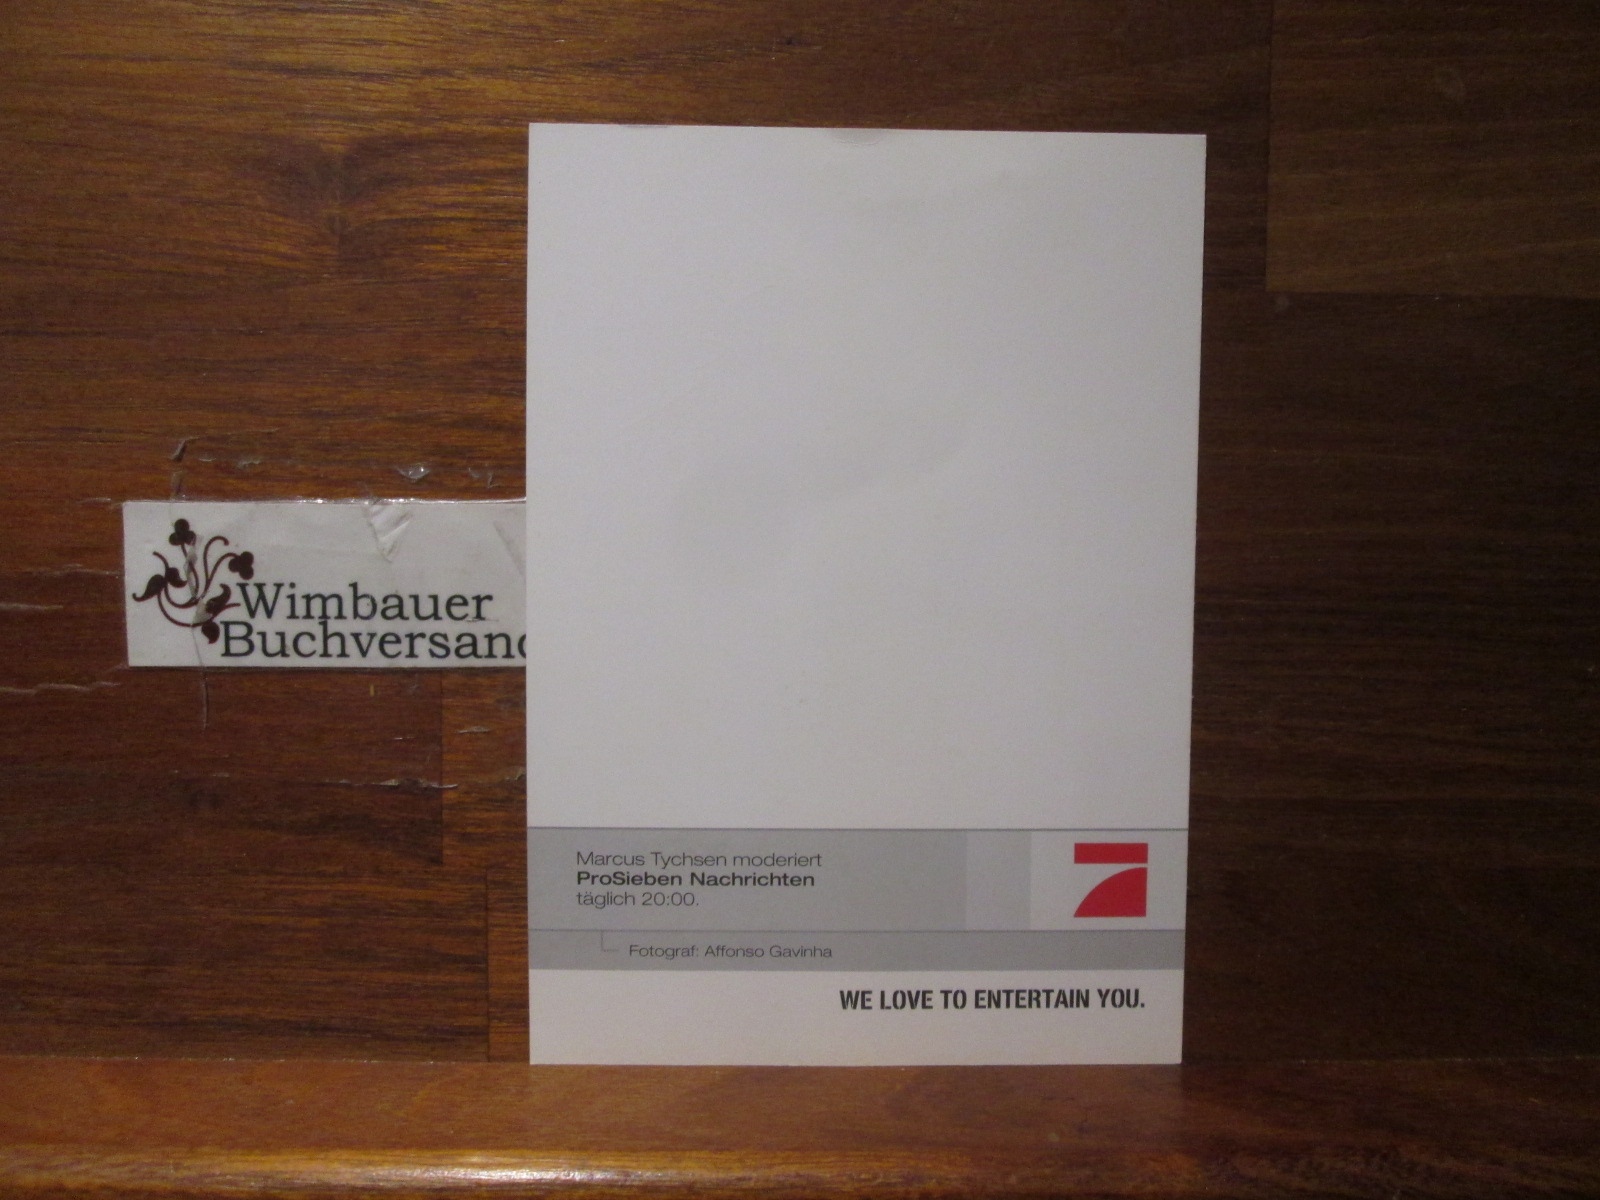 Wimbauer
Buchversand
Marcus Tychsen moderiert
ProSieben Nachrichten
täglich 20:00.
Fotograf: Affonso Gavinha
WE LOVE TO ENTERTAIN YOU.